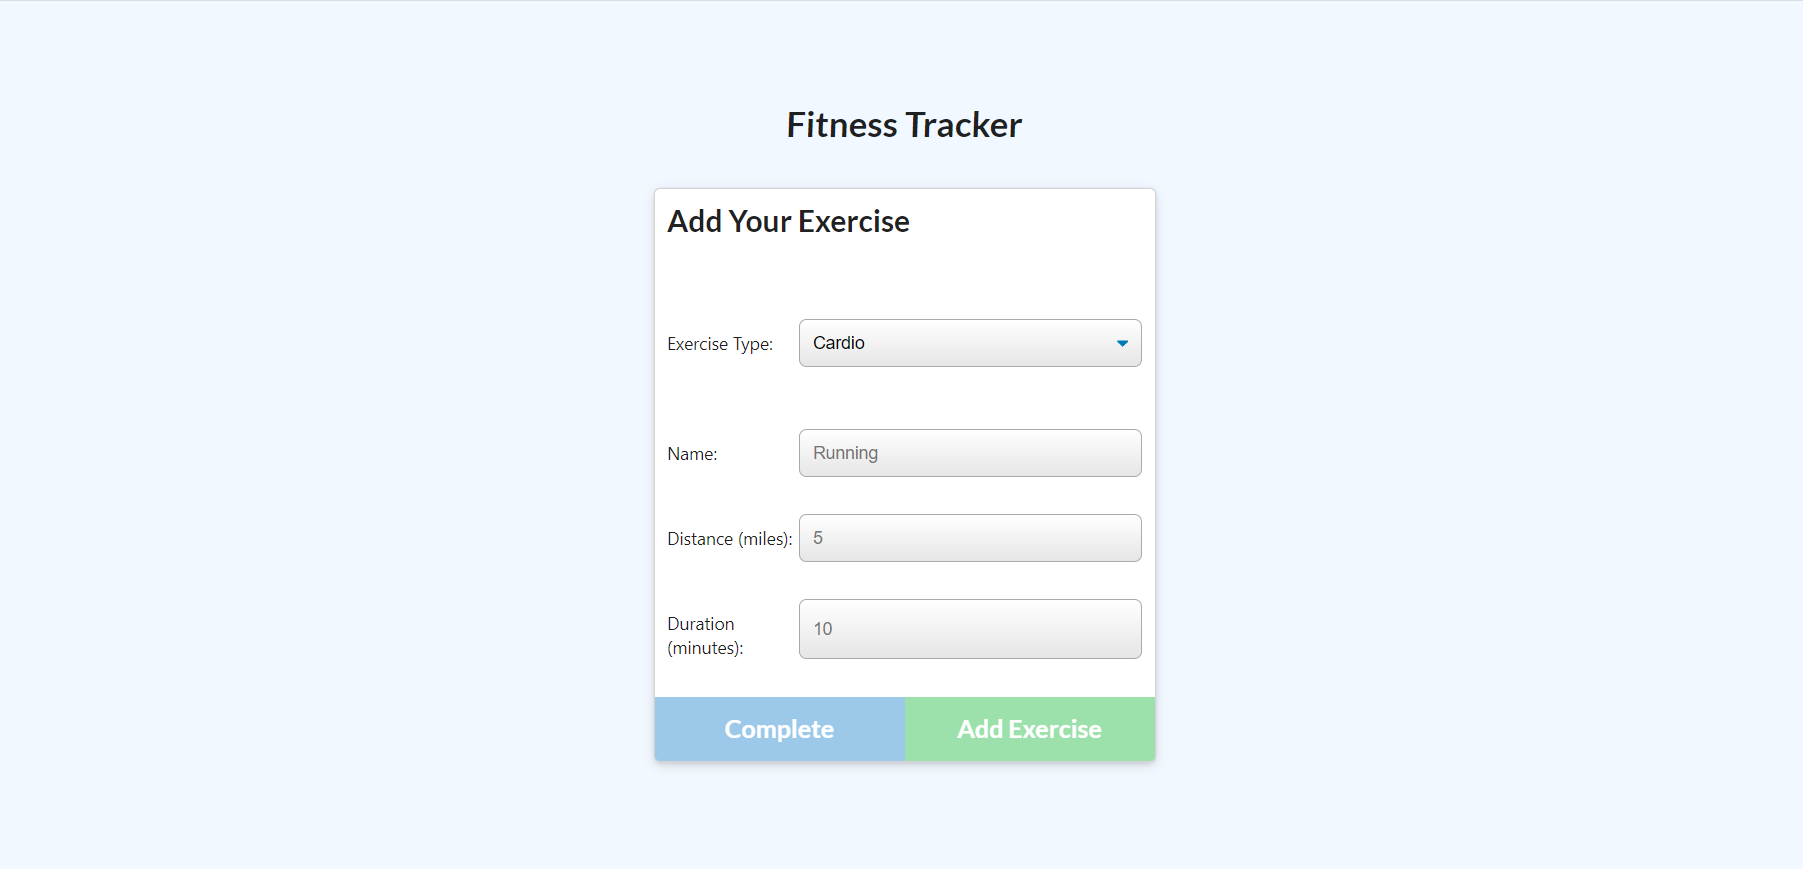 Fitness Tracker
Add Your Exercise
Exercise Type: Cardio
Name: Running
Distance (miles): 5
Duration
(minutes): 10
Complete Add Exercise